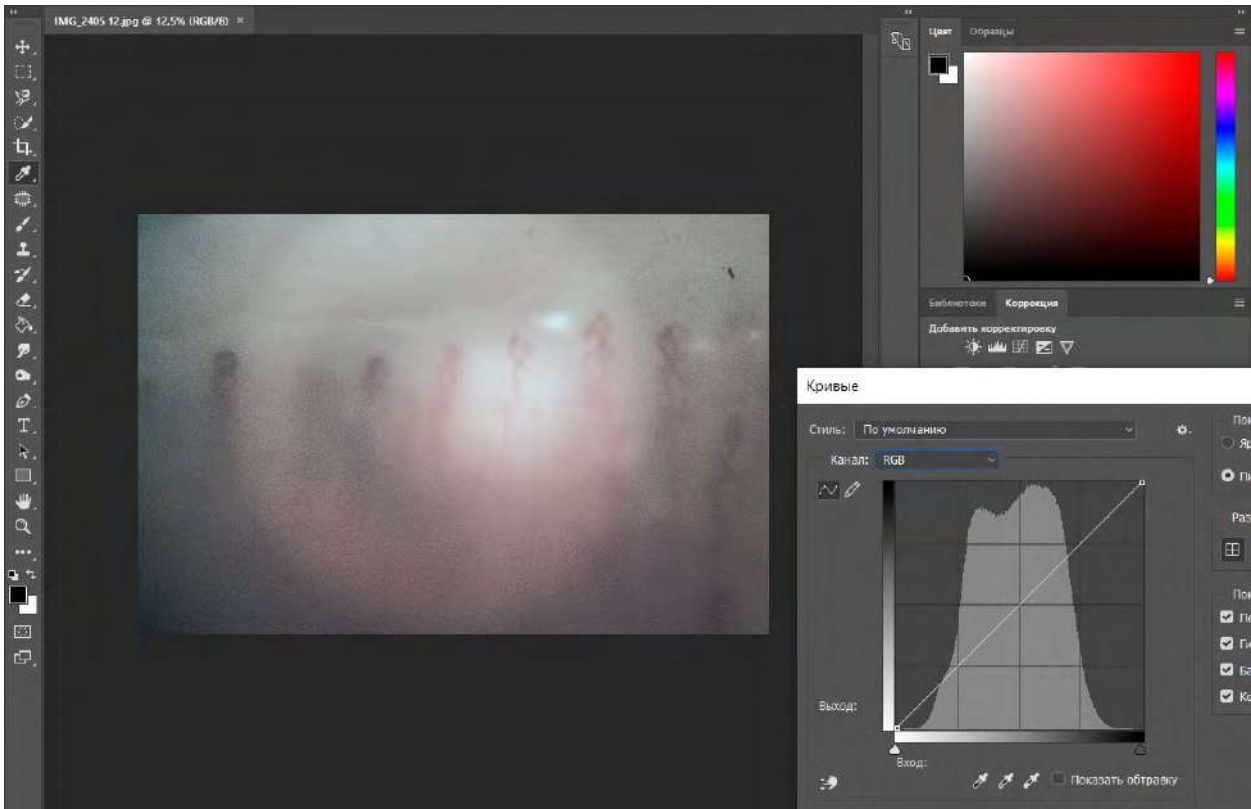 IMG_2405 12.jpg @ 12,5% (RGB/8) ×
Цвет Образцы
Библиотеки Коррекция
Добавить корректировку
Кривые
Стиль: По умолчанию
Канал: RGB
Выход:
Вход:
Показать обтравку